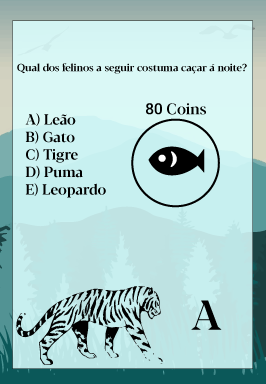 Qual dos felinos a seguir costuma caçar á noite?
80 Coins
A) Leão
B) Gato
C) Tigre
D) Puma
E) Leopardo
A